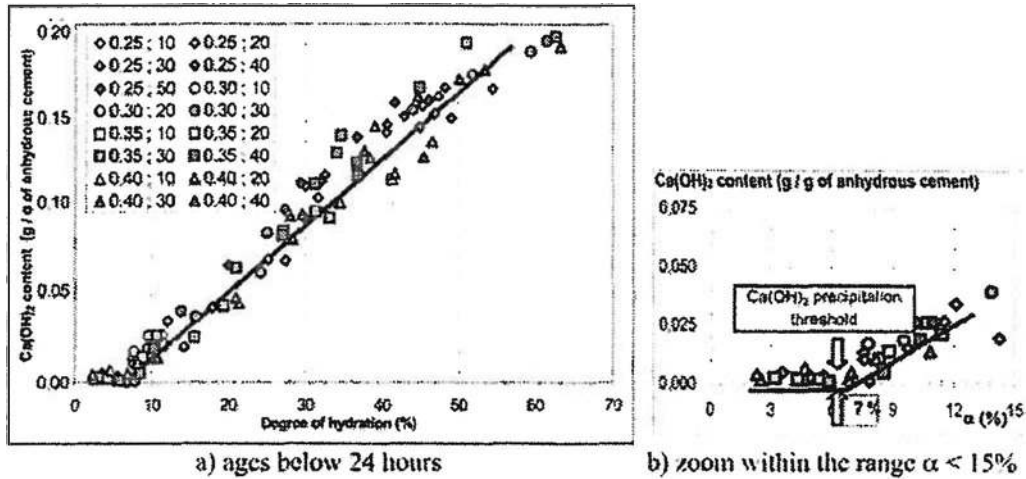 Ca(OH)₂ content (g / g of anhydrous cement)
0.20
0.15
0.10
0.05
0.00
0.25 ; 10 0.25 ; 20
0.25 ; 30 0.25 ; 40
0.25 ; 50 0.30 ; 10
0.30 ; 20 0.30 ; 30
0.35 ; 10 0.35 ; 20
0.35 ; 30 0.35 ; 40
0.40 ; 10 0.40 ; 20
0.40 ; 30 0.40 ; 40
0 10 20 30 40 50 60 70
Degree of hydration (%)
a) ages below 24 hours
Ca(OH)₂ content (g / g of anhydrous cement)
0.075
0.050
0.025
0.000
Ca(OH)₂ precipitation
threshold
7 %
0 3 6 9 12 α (%) 15
b) zoom within the range α < 15%